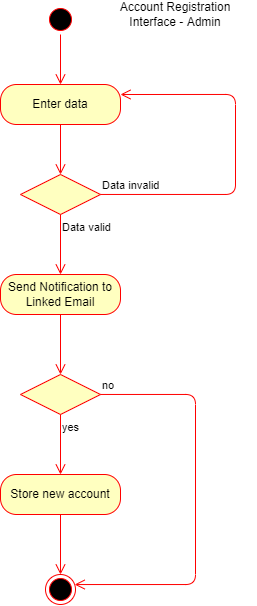 Account Registration
Interface - Admin
Enter data
Data invalid
Data valid
Send Notification to
Linked Email
no
yes
Store new account